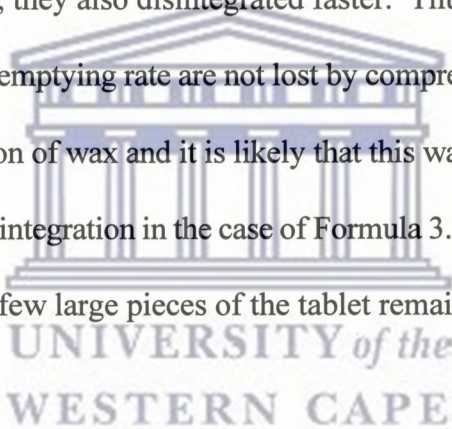 , they also disintegrated faster.
emptying rate are not lost by compre
on of wax and it is likely that this wa
integration in the case of Formula 3.
few large pieces of the tablet remai
UNIVERSITY of the
WESTERN CAPE